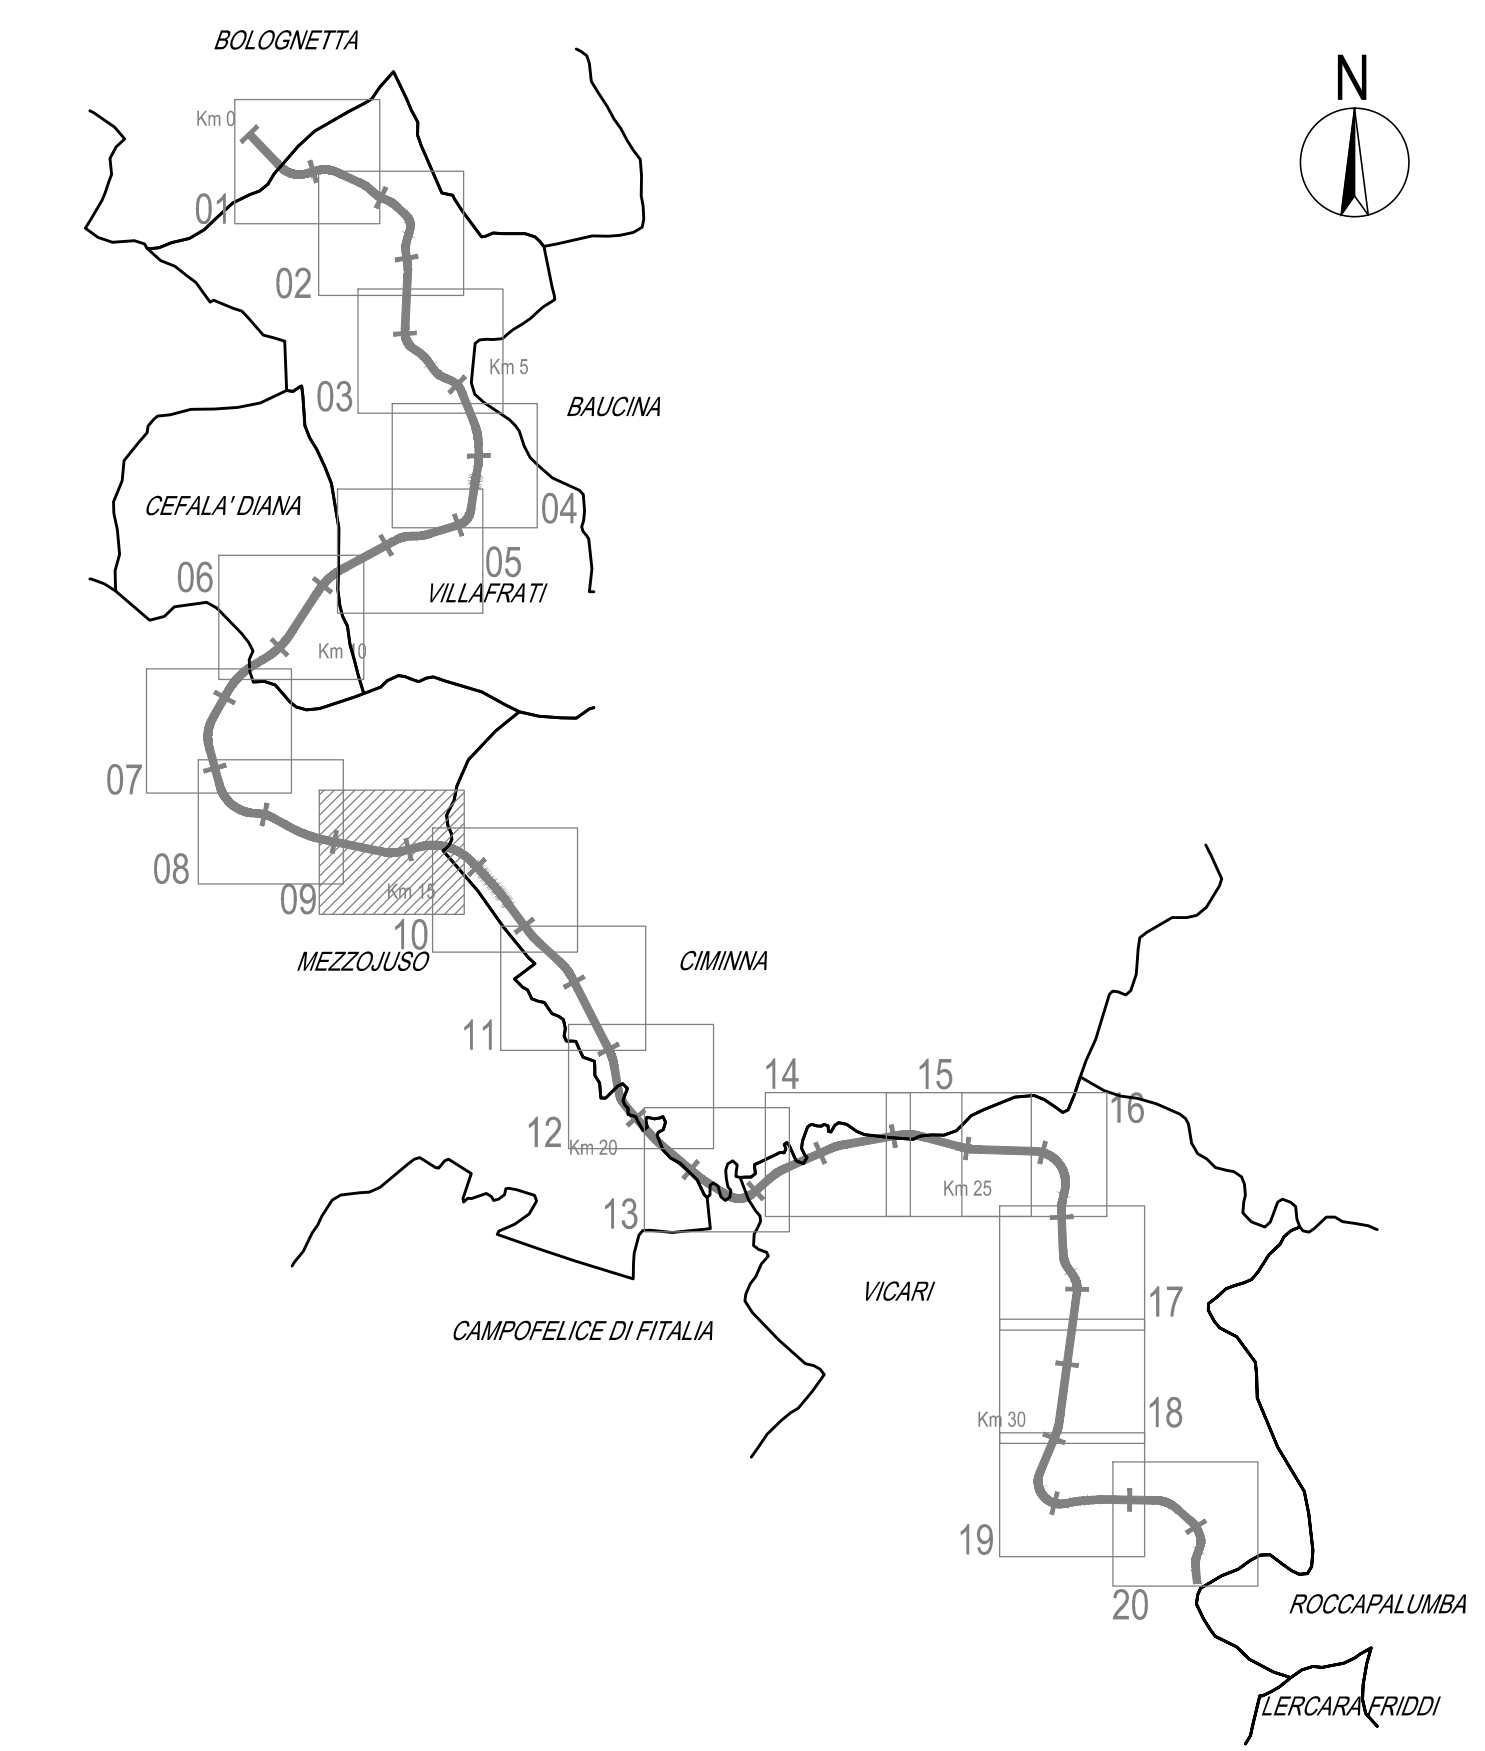 BOLOGNETTA
N
Km 0
01
02
Km 5
03
BAUCINA
CEFALA' DIANA
04
05
06
VILLAFRATI
Km 10
07
08
09
Km 15
10
MEZZOJUSO
CIMINNA
11
14
15
16
12
Km 20
Km 25
13
VICARI
17
CAMPOFELICE DI FITALIA
18
Km 30
19
20
ROCCAPALUMBA
LERCARA FRIDDI